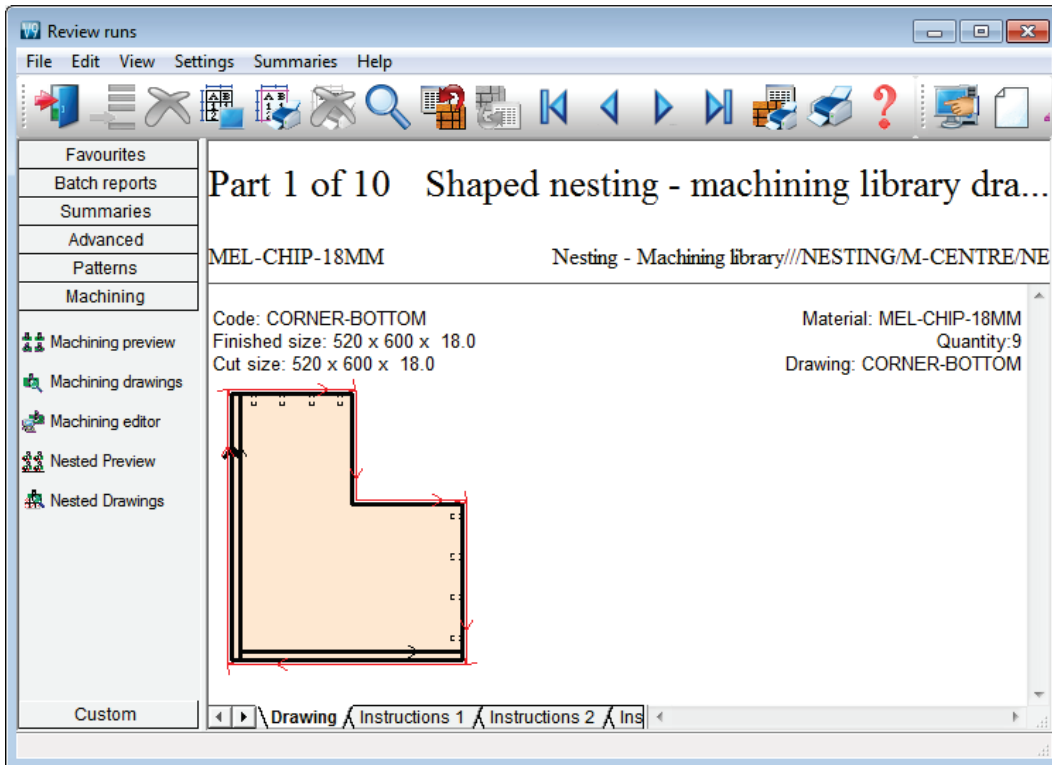 V9 Review runs
File Edit View Settings Summaries Help
Favourites
Batch reports
Summaries
Advanced
Patterns
Machining
Machining preview
Machining drawings
Machining editor
Nested Preview
Nested Drawings
Custom
Part 1 of 10 Shaped nesting - machining library dra...
MEL-CHIP-18MM Nesting - Machining library///NESTING/M-CENTRE/NE
Code: CORNER-BOTTOM Material: MEL-CHIP-18MM
Finished size: 520 x 600 x 18.0 Quantity:9
Cut size: 520 x 600 x 18.0 Drawing: CORNER-BOTTOM
Drawing Instructions 1 Instructions 2 Ins